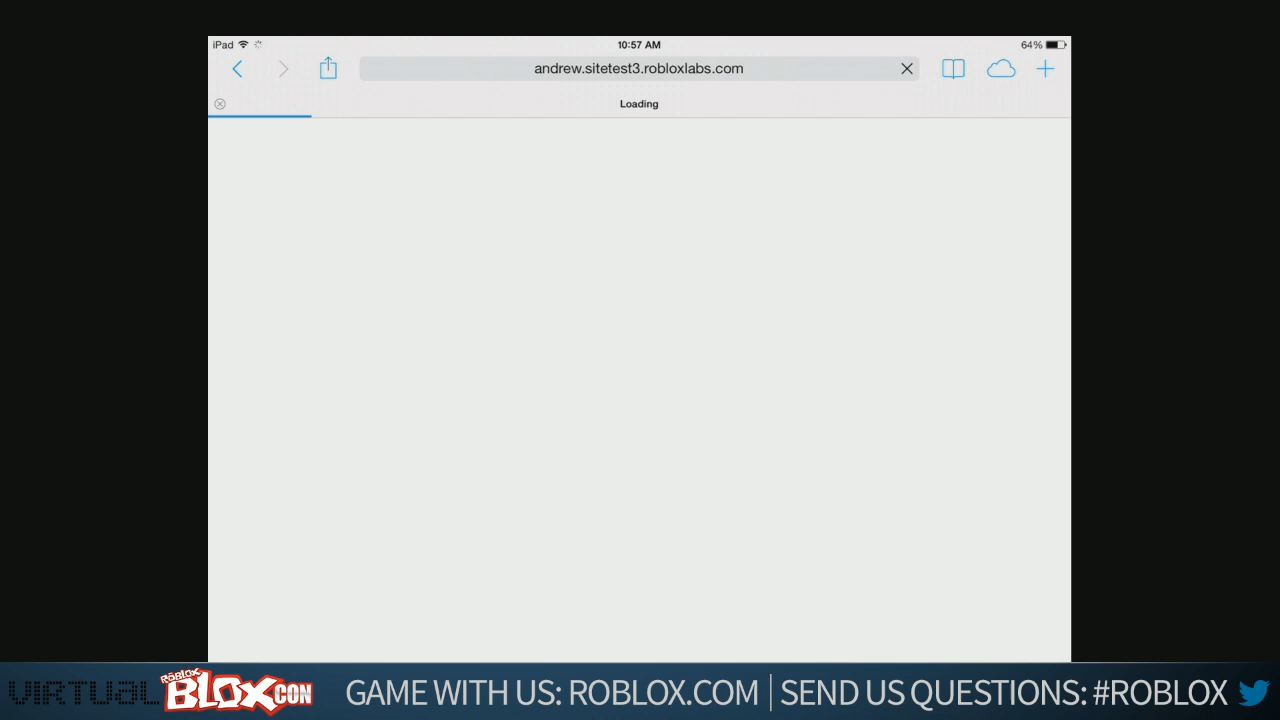 iPad 10:57 AM 64%
andrew.sitetest3.robloxlabs.com
Loading
VIRTUAL ROBLOX BLOXCON GAME WITH US: ROBLOX.COM | SEND US QUESTIONS: #ROBLOX